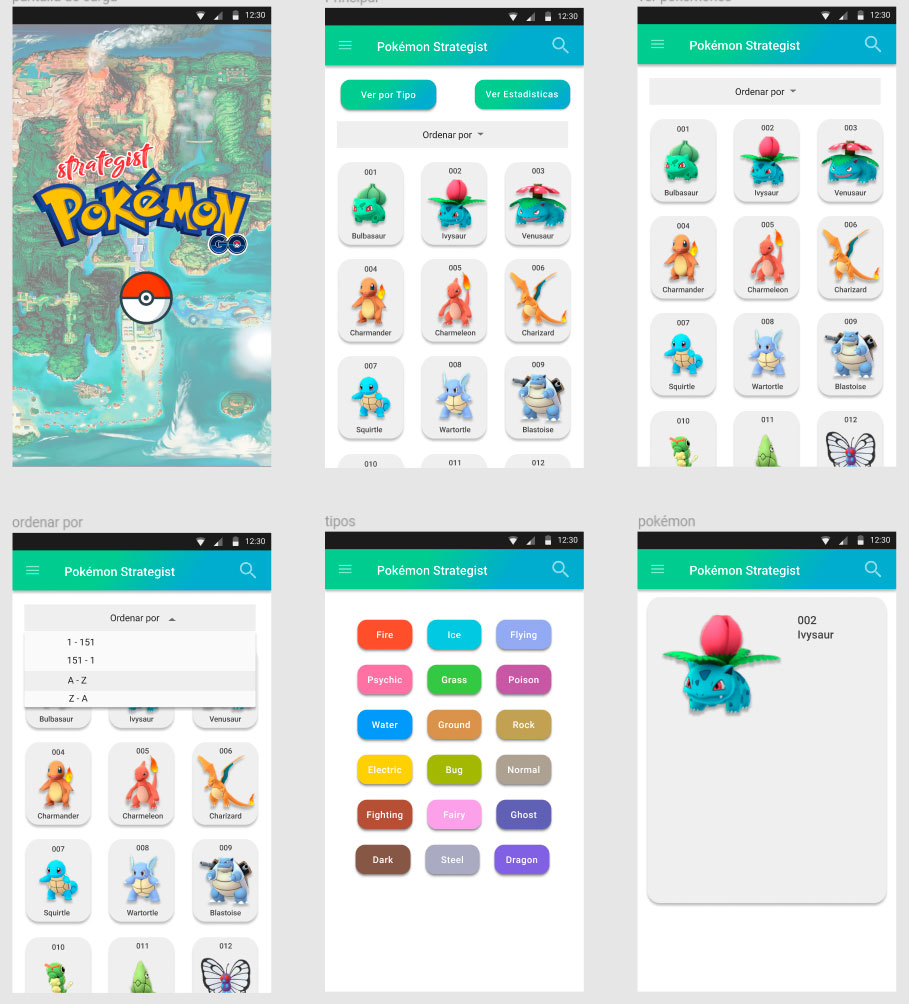 pantalla de carga
12:30
strategist
POKéMON
GO
Principal
12:30
Pokémon Strategist
Ver por Tipo
Ver Estadisticas
Ordenar por
001
002
003
Bulbasaur
Ivysaur
Venusaur
004
005
006
Charmander
Charmeleon
Charizard
007
008
009
Squirtle
Wartortle
Blastoise
010
011
012
ver pokemones
12:30
Pokémon Strategist
Ordenar por
001
002
003
Bulbasaur
Ivysaur
Venusaur
004
005
006
Charmander
Charmeleon
Charizard
007
008
009
Squirtle
Wartortle
Blastoise
010
011
012
ordenar por
12:30
Pokémon Strategist
Ordenar por
1 - 151
151 - 1
A - Z
Z - A
Bulbasaur
Ivysaur
Venusaur
004
005
006
Charmander
Charmeleon
Charizard
007
008
009
Squirtle
Wartortle
Blastoise
010
011
012
tipos
12:30
Pokémon Strategist
Fire
Ice
Flying
Psychic
Grass
Poison
Water
Ground
Rock
Electric
Bug
Normal
Fighting
Fairy
Ghost
Dark
Steel
Dragon
pokémon
12:30
Pokémon Strategist
002
Ivysaur